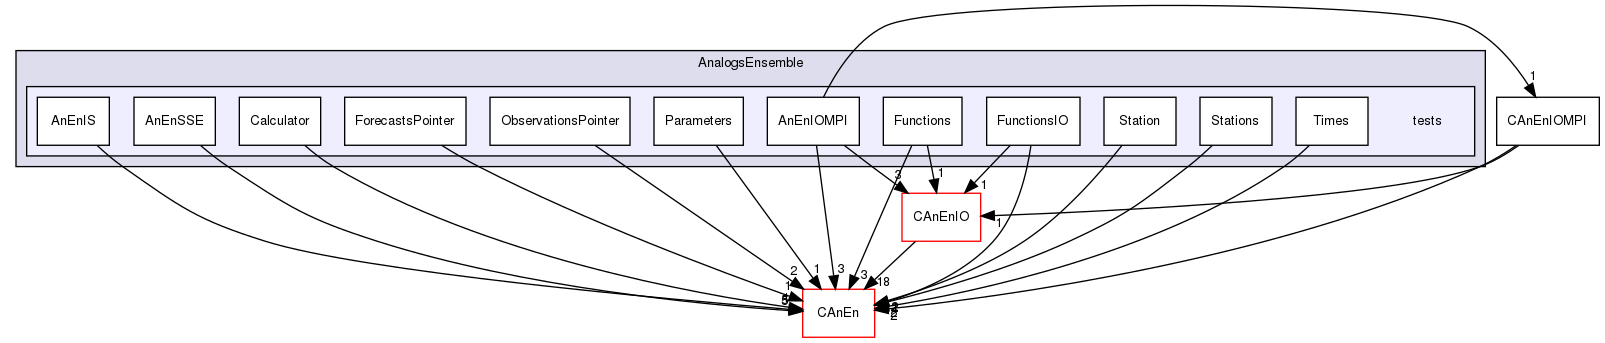 1
AnalogsEnsemble
AnEnIS
AnEnSSE
Calculator
ForecastsPointer
ObservationsPointer
Parameters
AnEnIOMPI
Functions
FunctionsIO
Station
Stations
Times
tests
CAnEnIOMPI
3
1
1
CAnEnIO
1
2
1
3
3
18
1
CAnEn
2